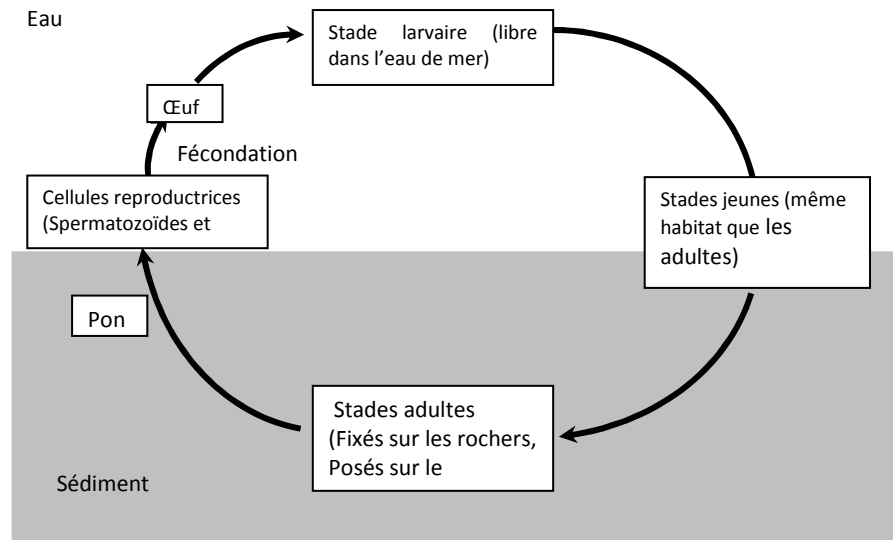 Eau
Stade larvaire (libre
dans l'eau de mer)
Œuf
Fécondation
Cellules reproductrices
(Spermatozoïdes et
Stades jeunes (même
habitat que les
adultes)
Pon
Stades adultes
(Fixés sur les rochers,
Posés sur le
Sédiment